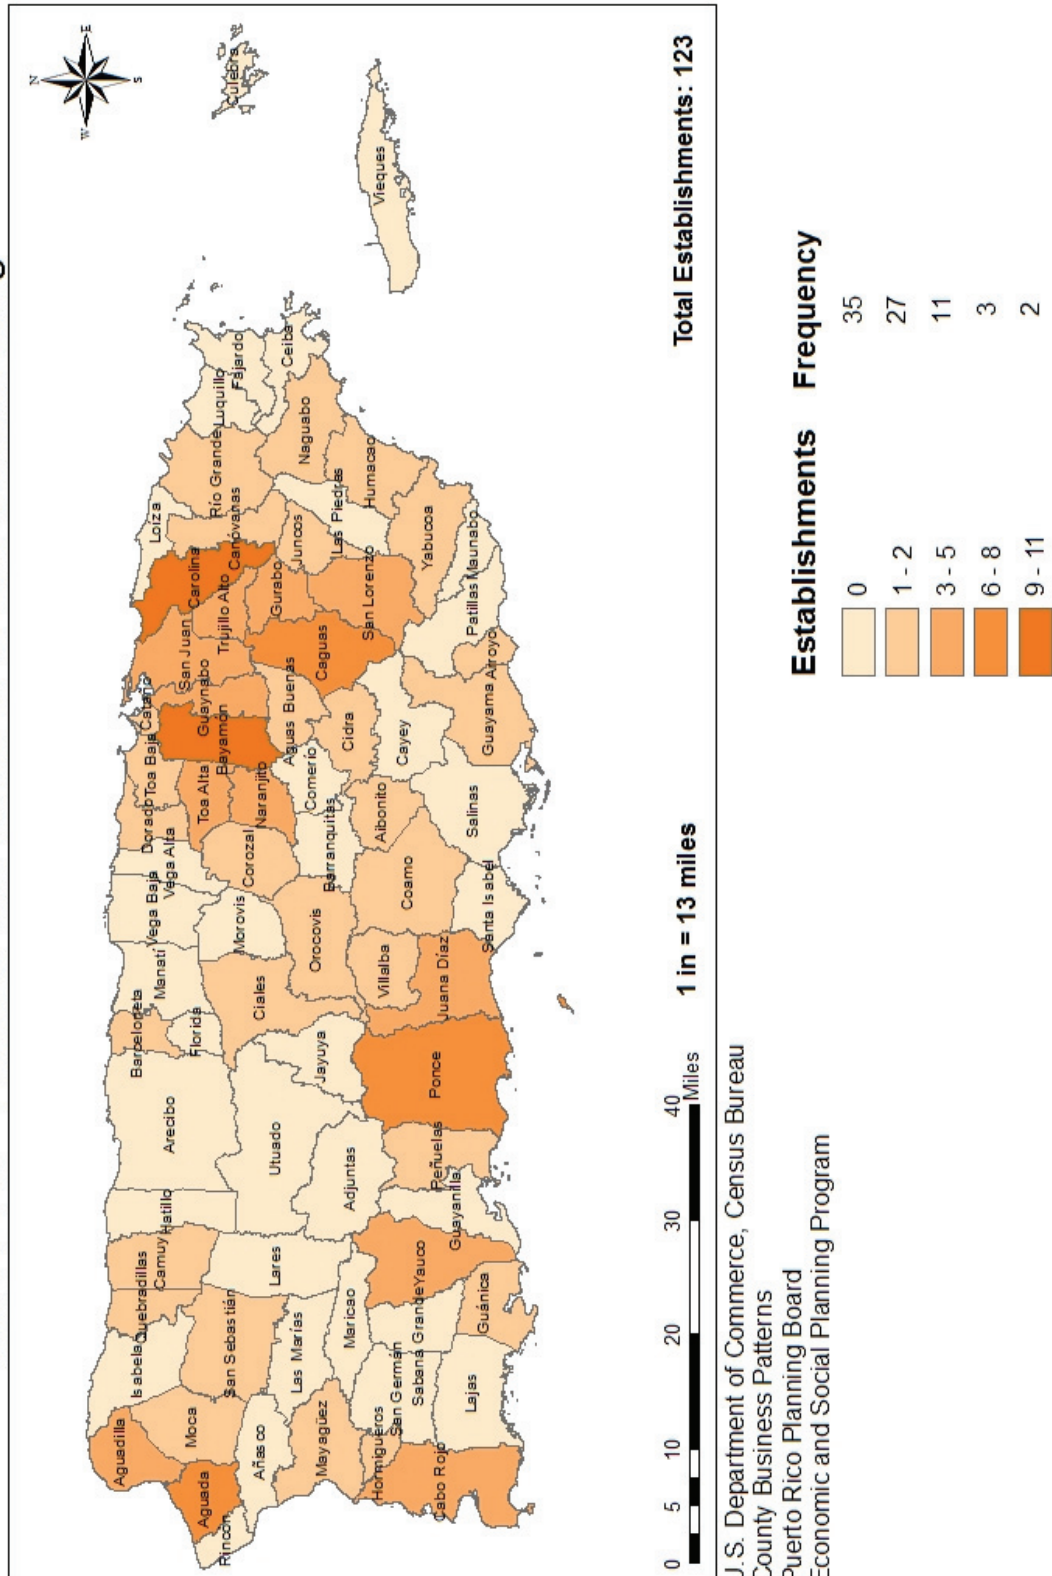 N
W
E
S
Culebra
Vieques
Fajardo
Luquillo
Ceiba
Río Grande
Loíza
Naguabo
Humacao
Las Piedras
Canóvanas
Carolina
Juncos
Trujillo Alto
Gurabo
San Lorenzo
Yabucoa
Maunabo
Patillas
San Juan
Caguas
Arroyo
Guaynabo
Cataño
Bayamón
Aguas Buenas
Cidra
Cayey
Guayama
Toa Baja
Toa Alta
Naranjito
Comerío
Dorado
Vega Alta
Corozal
Barranquitas
Aibonito
Salinas
Vega Baja
Morovis
Orocovis
Coamo
Santa Isabel
Manatí
Ciales
Villalba
Juana Díaz
Barceloneta
Florida
Jayuya
Ponce
Arecibo
Utuado
Adjuntas
Peñuelas
Hatillo
Guayanilla
Camuy
Quebradillas
Lares
Yauco
Isabela
San Sebastián
Las Marías
Maricao
Sabana Grande
Guánica
San Germán
Lajas
Aguadilla
Moca
Añasco
Mayagüez
Hormigueros
Cabo Rojo
Aguada
Rincón
0 5 10 20 30 40
Miles
1 in = 13 miles
Total Establishments: 123
U.S. Department of Commerce, Census Bureau
County Business Patterns
Puerto Rico Planning Board
Economic and Social Planning Program
Establishments Frequency
0 35
1 - 2 27
3 - 5 11
6 - 8 3
9 - 11 2